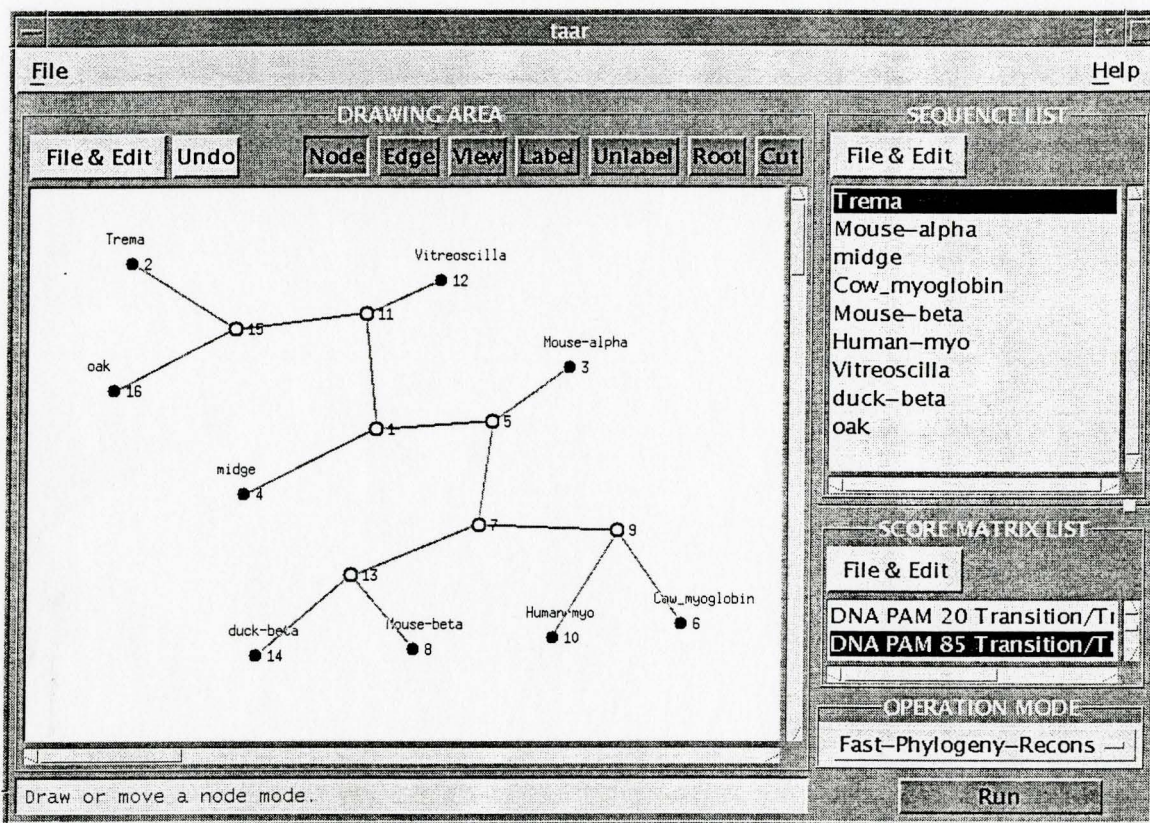 taar
File
Help
DRAWING AREA
File & Edit
Undo
Node
Edge
View
Label
Unlabel
Root
Cut
Trema
2
Vitreoscilla
12
11
15
Mouse-alpha
3
oak
16
1
5
midge
4
7
9
13
duck-beta
14
Mouse-beta
8
Human-myo
10
Cow_myoglobin
6
Draw or move a node mode.
SEQUENCE LIST
File & Edit
Trema
Mouse-alpha
midge
Cow_myoglobin
Mouse-beta
Human-myo
Vitreoscilla
duck-beta
oak
SCORE MATRIX LIST
File & Edit
DNA PAM 20 Transition/Tr
DNA PAM 85 Transition/Tr
OPERATION MODE
Fast-Phylogeny-Recons
Run